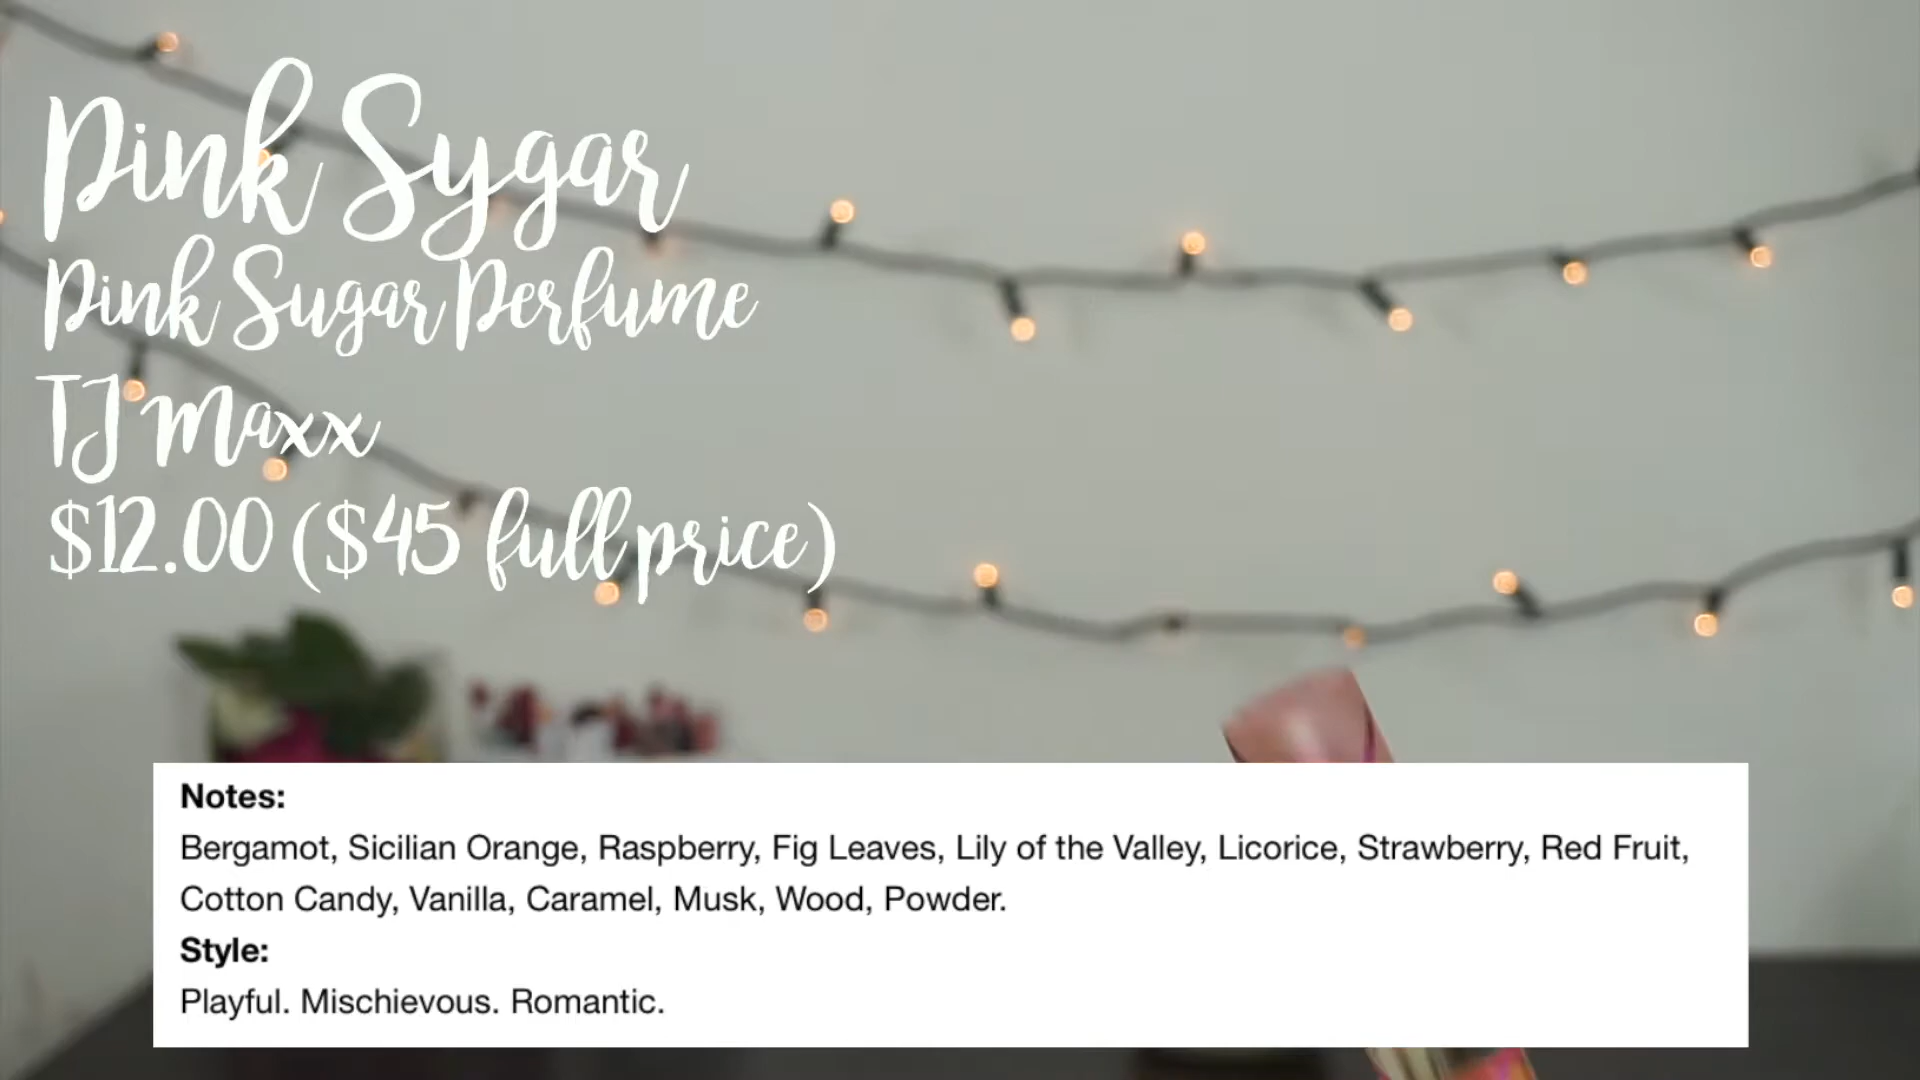 Pink Sygar
Pink Sugar Perfume
TJ Maxx
$12.00 ($45 full price)
Notes:
Bergamot, Sicilian Orange, Raspberry, Fig Leaves, Lily of the Valley, Licorice, Strawberry, Red Fruit,
Cotton Candy, Vanilla, Caramel, Musk, Wood, Powder.
Style:
Playful. Mischievous. Romantic.